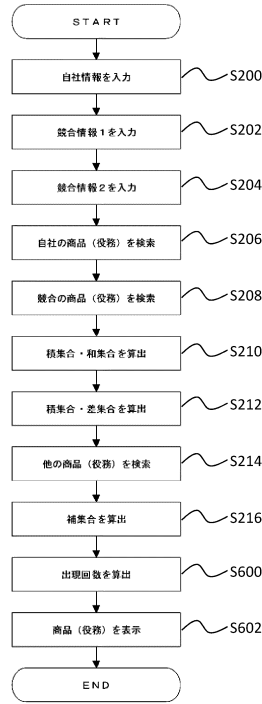 START
自社情報を入力
S200
競合情報1を入力
S202
競合情報2を入力
S204
自社の商品（役務）を検索
S206
競合の商品（役務）を検索
S208
積集合・和集合を算出
S210
積集合・差集合を算出
S212
他の商品（役務）を検索
S214
補集合を算出
S216
出現回数を算出
S600
商品（役務）を表示
S602
END